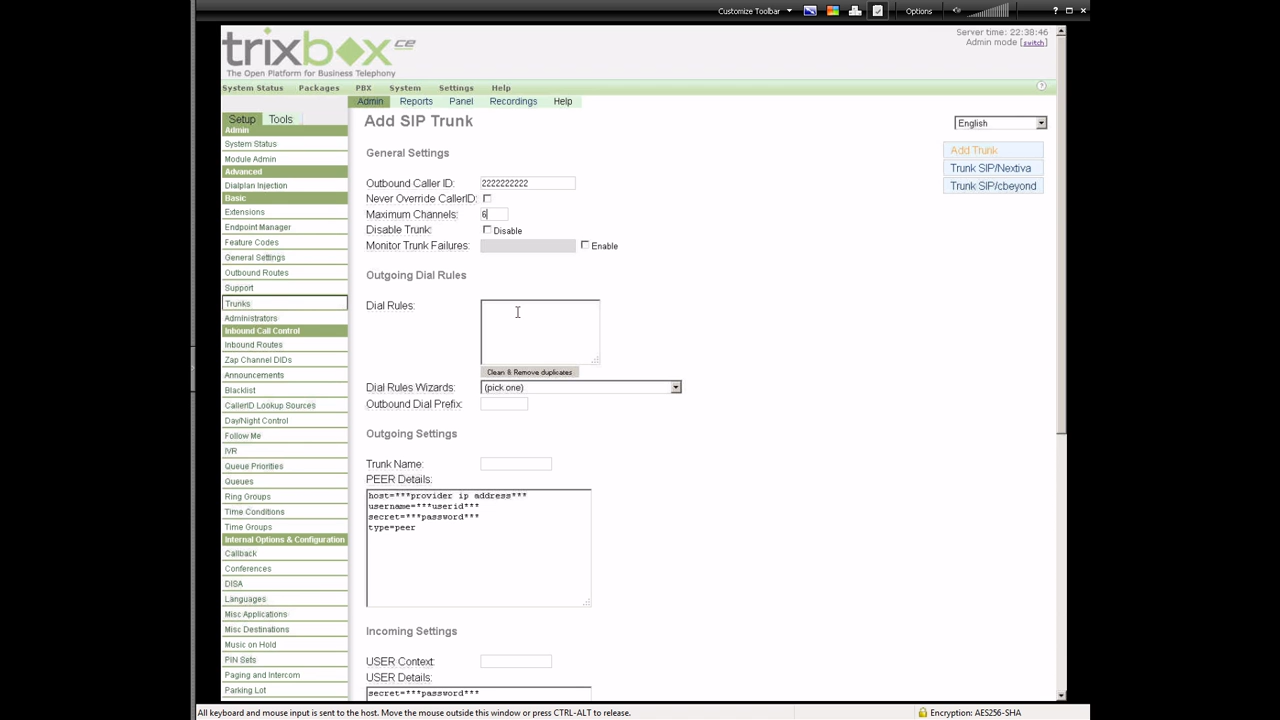 Customize Toolbar
Options
?
trixbox ce
The Open Platform for Business Telephony
Server time: 22:38:46
Admin mode [switch]
System Status Packages PBX System Settings Help
?
Admin Reports Panel Recordings Help
Setup Tools
Admin
System Status
Module Admin
Advanced
Dialplan Injection
Basic
Extensions
Endpoint Manager
Feature Codes
General Settings
Outbound Routes
Support
Trunks
Administrators
Inbound Call Control
Inbound Routes
Zap Channel DIDs
Announcements
Blacklist
CallerID Lookup Sources
Day/Night Control
Follow Me
IVR
Queue Priorities
Queues
Ring Groups
Time Conditions
Time Groups
Internal Options & Configuration
Callback
Conferences
DISA
Languages
Misc Applications
Misc Destinations
Music on Hold
PIN Sets
Paging and Intercom
Parking Lot
Add SIP Trunk
English
Add Trunk
Trunk SIP/Nextiva
Trunk SIP/cbeyond
General Settings
Outbound Caller ID: 2222222222
Never Override CallerID:
Maximum Channels: 6
Disable Trunk: Disable
Monitor Trunk Failures: Enable
Outgoing Dial Rules
Dial Rules:
Clean & Remove duplicates
Dial Rules Wizards: (pick one)
Outbound Dial Prefix:
Outgoing Settings
Trunk Name:
PEER Details:
host=***provider ip address***
username=***userid***
secret=***password***
type=peer
Incoming Settings
USER Context:
USER Details:
secret=***password***
All keyboard and mouse input is sent to the host. Move the mouse outside this window or press CTRL-ALT to release.
Encryption: AES256-SHA